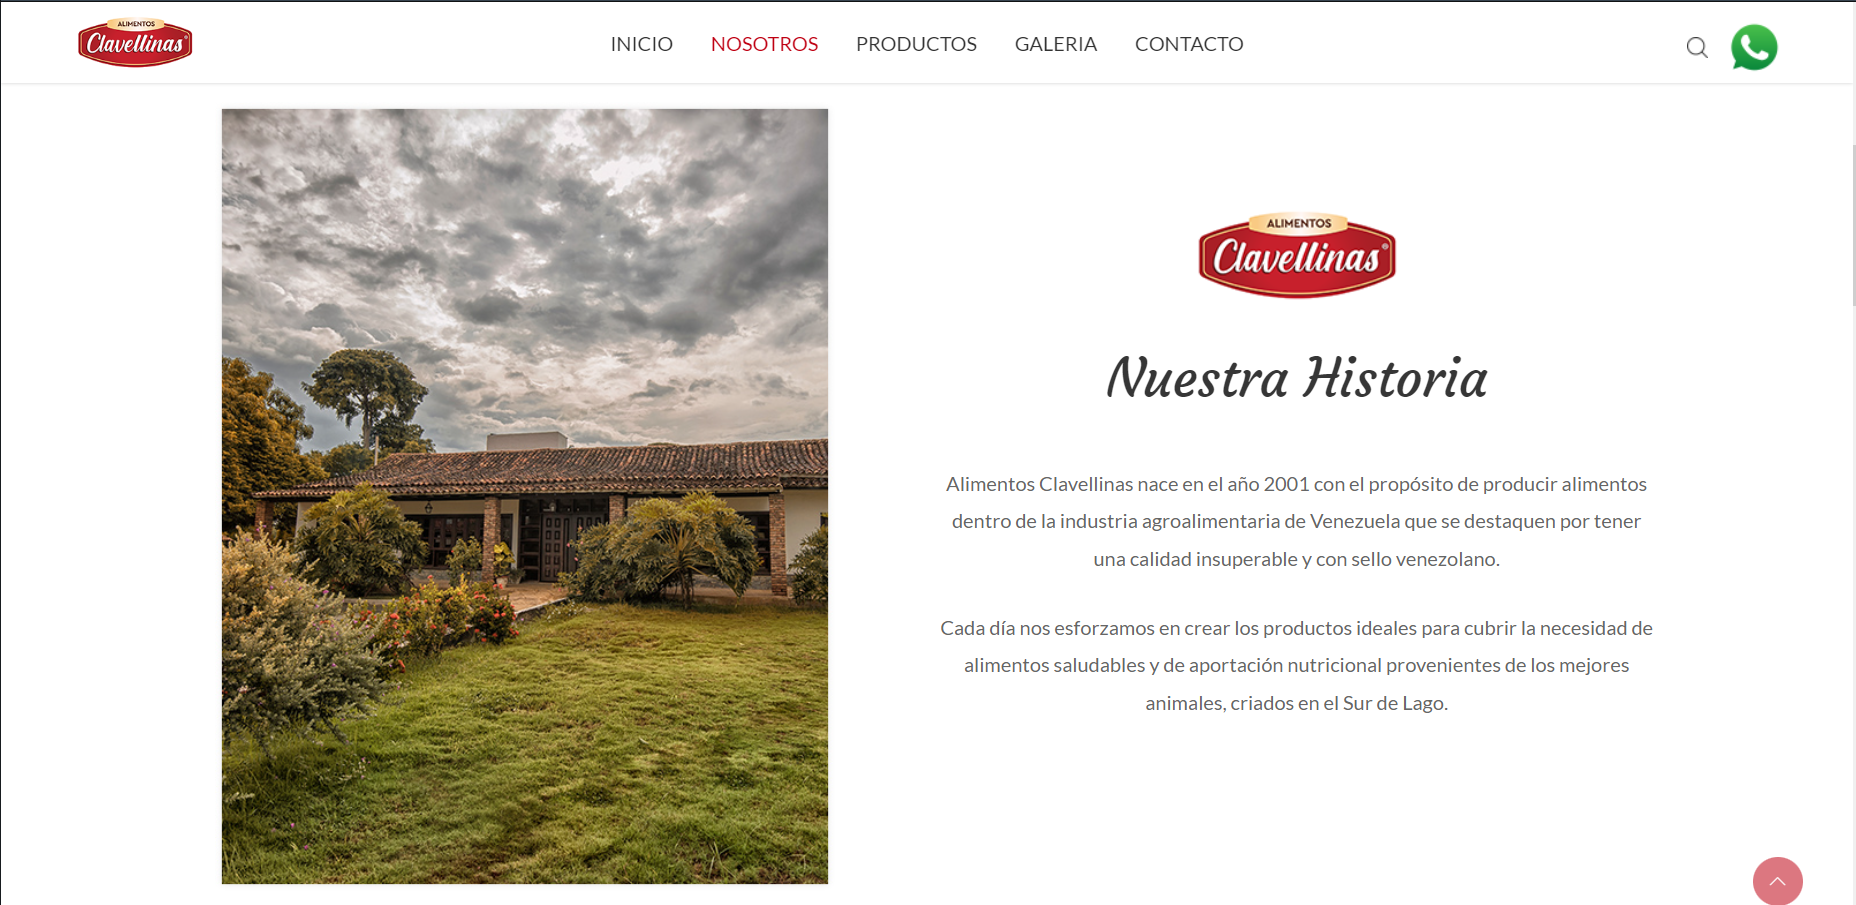 ALIMENTOS
Clavellinas®
INICIO NOSOTROS PRODUCTOS GALERIA CONTACTO
ALIMENTOS
Clavellinas®
Nuestra Historia
Alimentos Clavellinas nace en el año 2001 con el propósito de producir alimentos
dentro de la industria agroalimentaria de Venezuela que se destaquen por tener
una calidad insuperable y con sello venezolano.
Cada día nos esforzamos en crear los productos ideales para cubrir la necesidad de
alimentos saludables y de aportación nutricional provenientes de los mejores
animales, criados en el Sur de Lago.